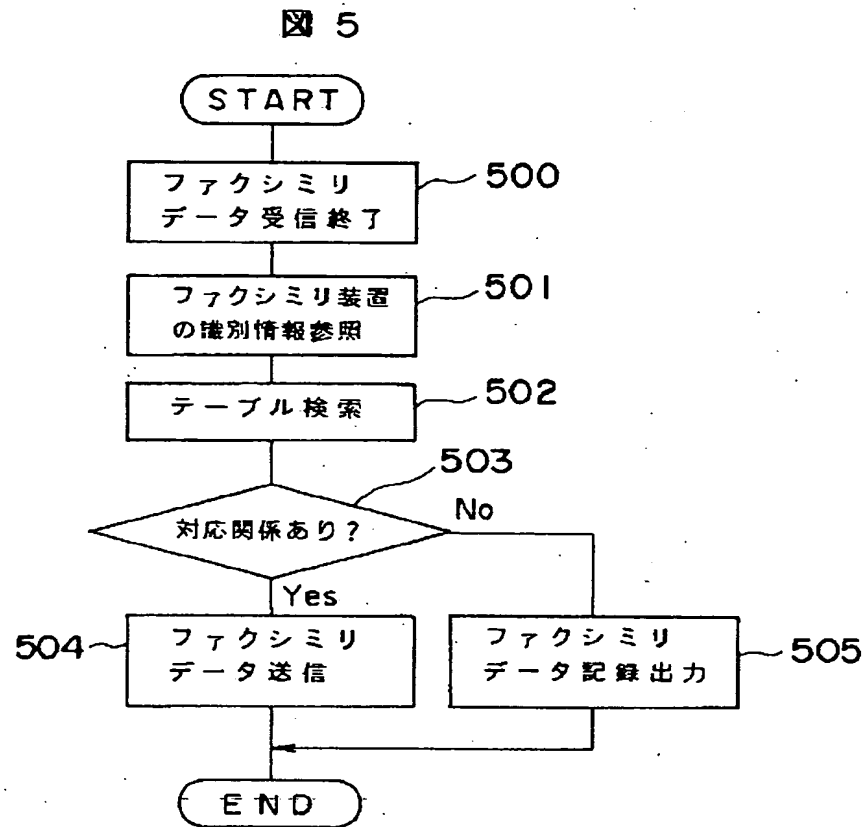 図 5
START
ファクシミリ
データ受信終了
500
ファクシミリ装置
の識別情報参照
501
テーブル検索
502
503
対応関係あり?
No
Yes
504
ファクシミリ
データ送信
ファクシミリ
データ記録出力
505
END